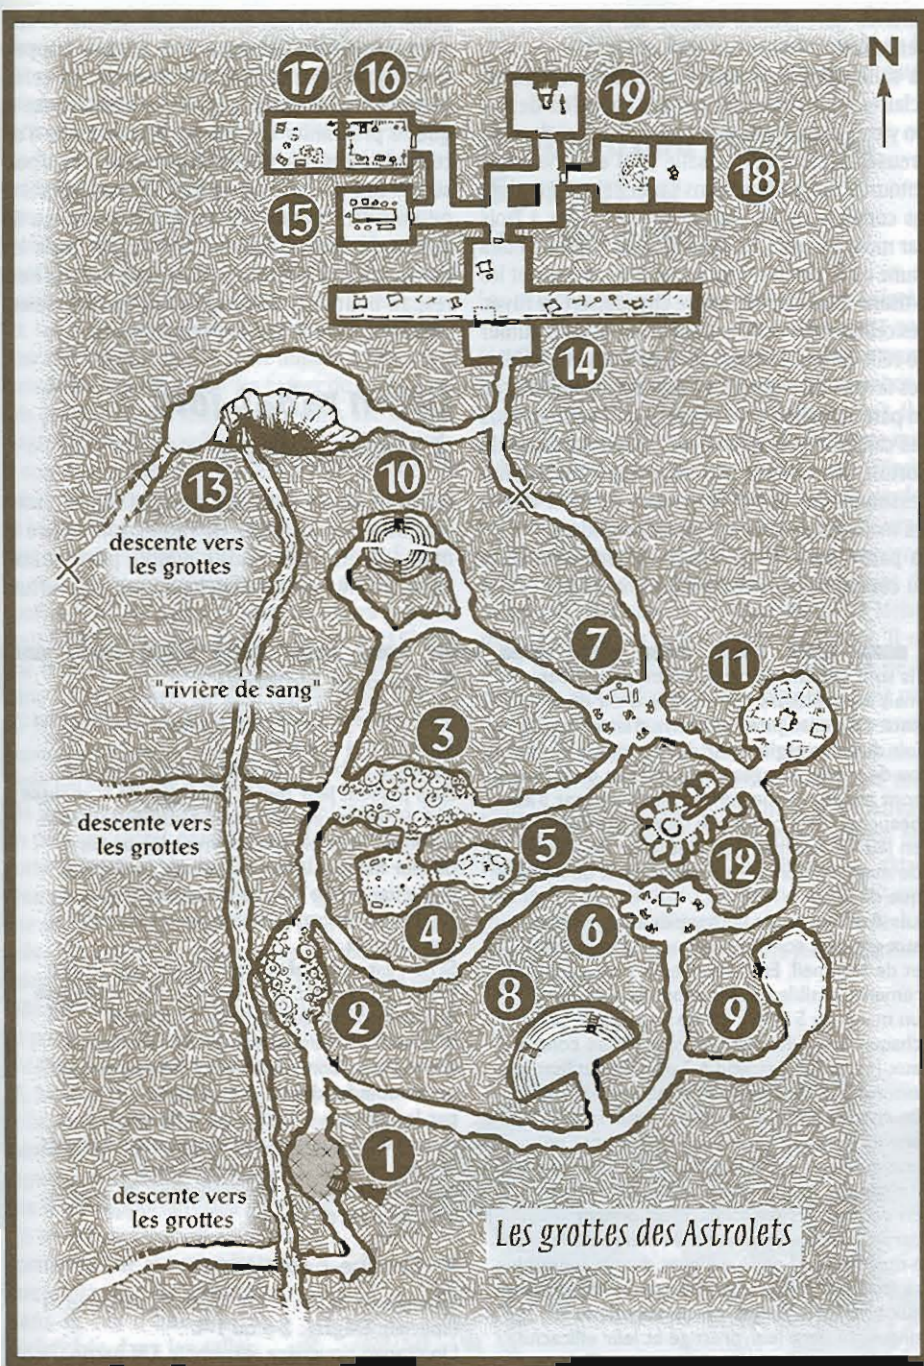 N
17
16
19
18
15
14
13
10
descente vers
les grottes
7
11
"rivière de sang"
3
descente vers
les grottes
5
12
4
6
2
8
9
1
descente vers
les grottes
Les grottes des Astrolets